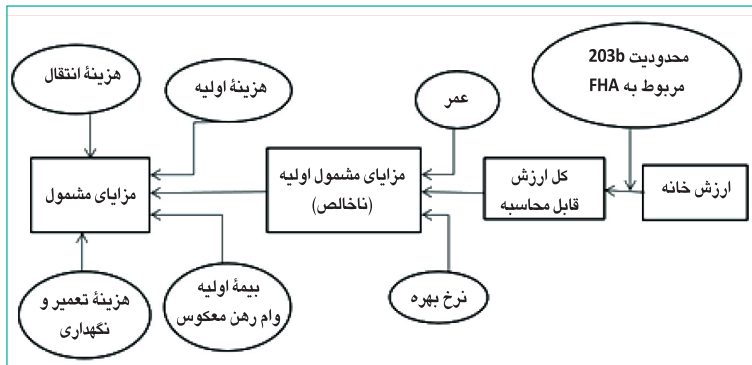 محدودیت 203b
مربوط به FHA
ارزش خانه
کل ارزش
قابل محاسبه
عمر
نرخ بهره
مزایای مشمول اولیه
(ناخالص)
هزینهٔ اولیه
هزینهٔ انتقال
مزایای مشمول
بیمهٔ اولیه
وام رهن معکوس
هزینهٔ تعمیر و
نگهداری